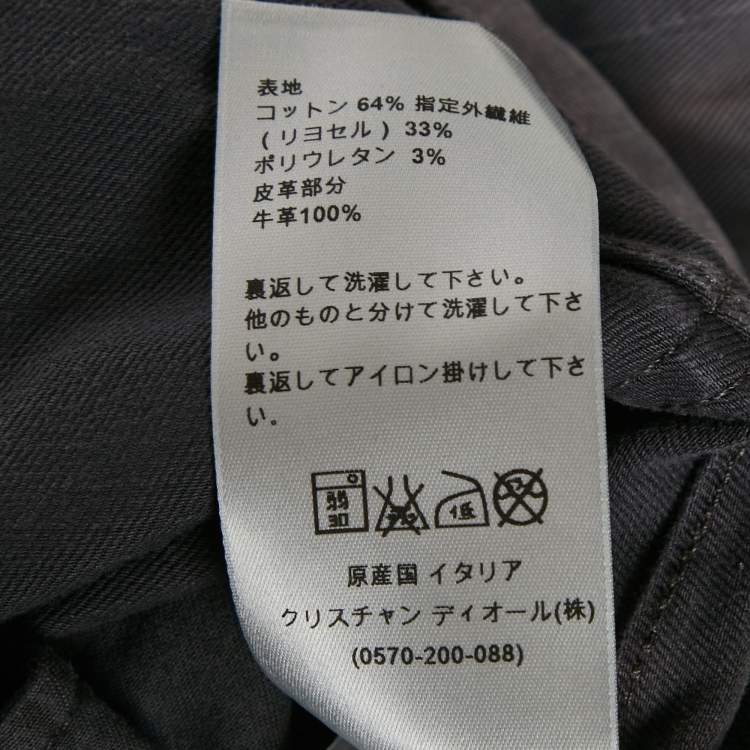 表地
コットン 64% 指定外繊維
(リヨセル) 33%
ポリウレタン 3%
皮革部分
牛革100%
裏返して洗濯して下さい。
他のものと分けて洗濯して下さ
い。
裏返してアイロン掛けして下さ
い.
弱
30
低
原産国 イタリア
クリスチャン ディオール(株)
(0570-200-088)